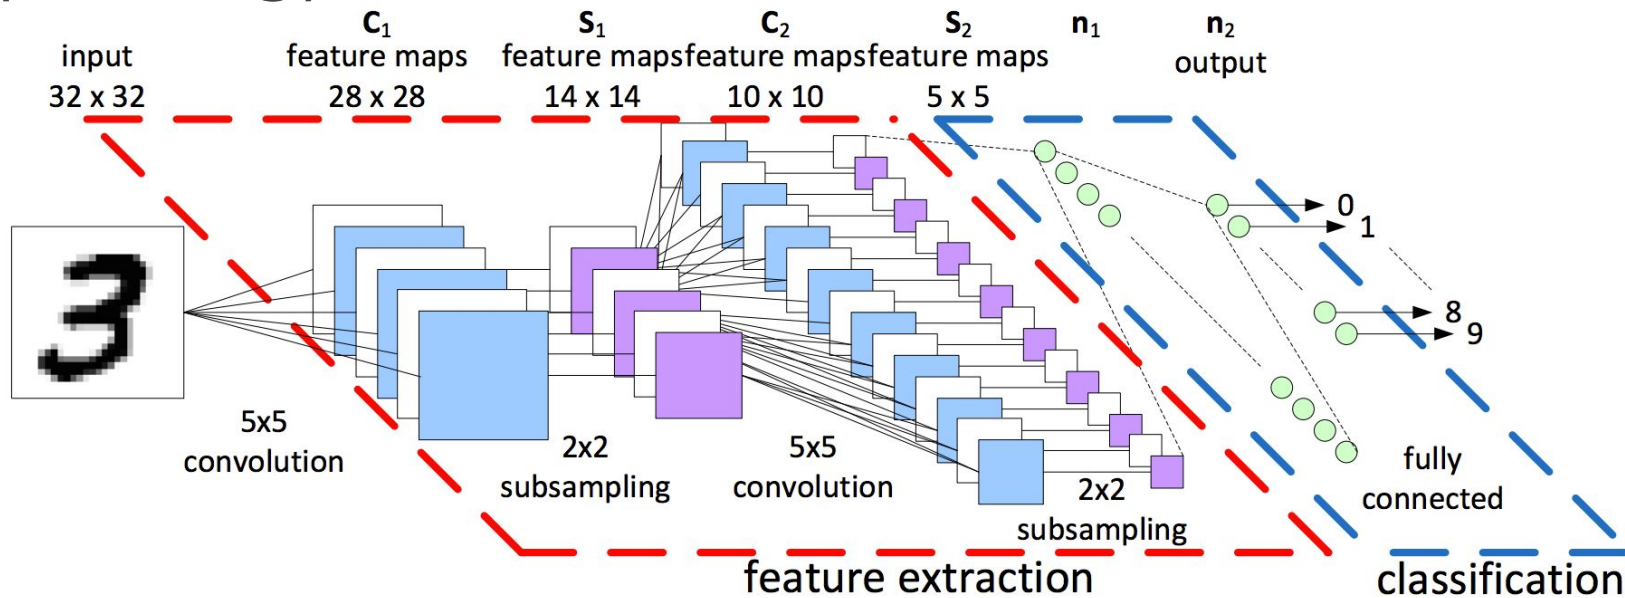 C1
S1
C2
S2
n1
n2
input
feature maps
feature maps
feature maps
feature maps
output
32 x 32
28 x 28
14 x 14
10 x 10
5 x 5
0
1
8
9
3
5x5
convolution
2x2
subsampling
5x5
convolution
2x2
subsampling
fully
connected
feature extraction
classification